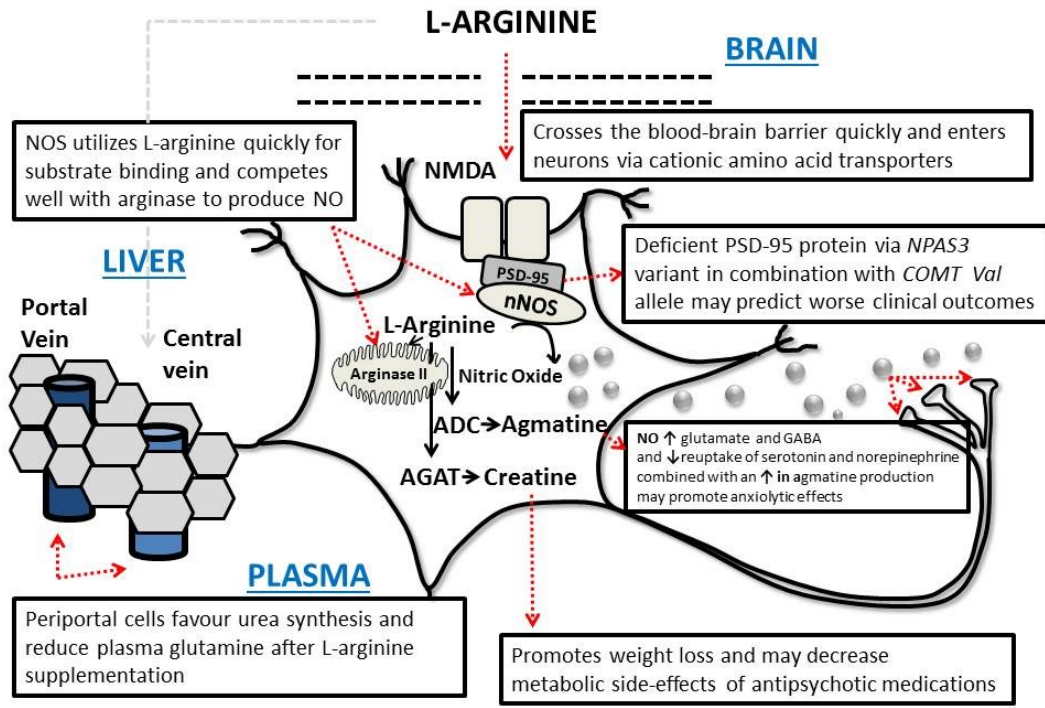 L-ARGININE
BRAIN
NOS utilizes L-arginine quickly for
substrate binding and competes
well with arginase to produce NO
Crosses the blood-brain barrier quickly and enters
neurons via cationic amino acid transporters
NMDA
PSD-95
nNOS
Deficient PSD-95 protein via NPAS3
variant in combination with COMT Val
allele may predict worse clinical outcomes
LIVER
Portal
Vein
Central
vein
L-Arginine
Arginase II
Nitric Oxide
ADC→Agmatine
AGAT→Creatine
NO ↑ glutamate and GABA
and ↓reuptake of serotonin and norepinephrine
combined with an ↑ in agmatine production
may promote anxiolytic effects
PLASMA
Periportal cells favour urea synthesis and
reduce plasma glutamine after L-arginine
supplementation
Promotes weight loss and may decrease
metabolic side-effects of antipsychotic medications